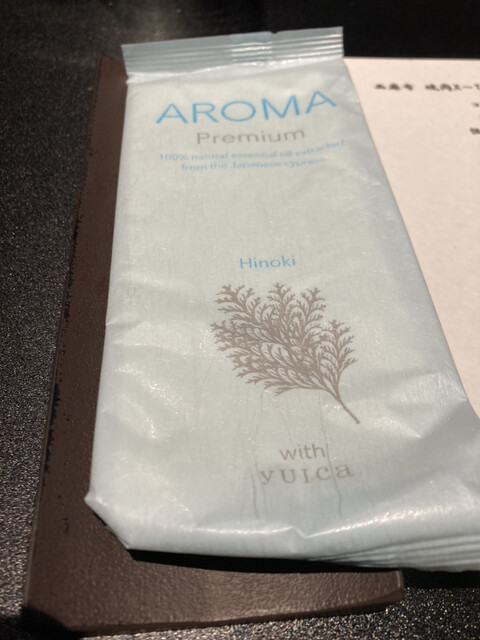 AROMA
Premium
100% natural essential oil extracted
from the Japanese cypress
Hinoki
with
yuica